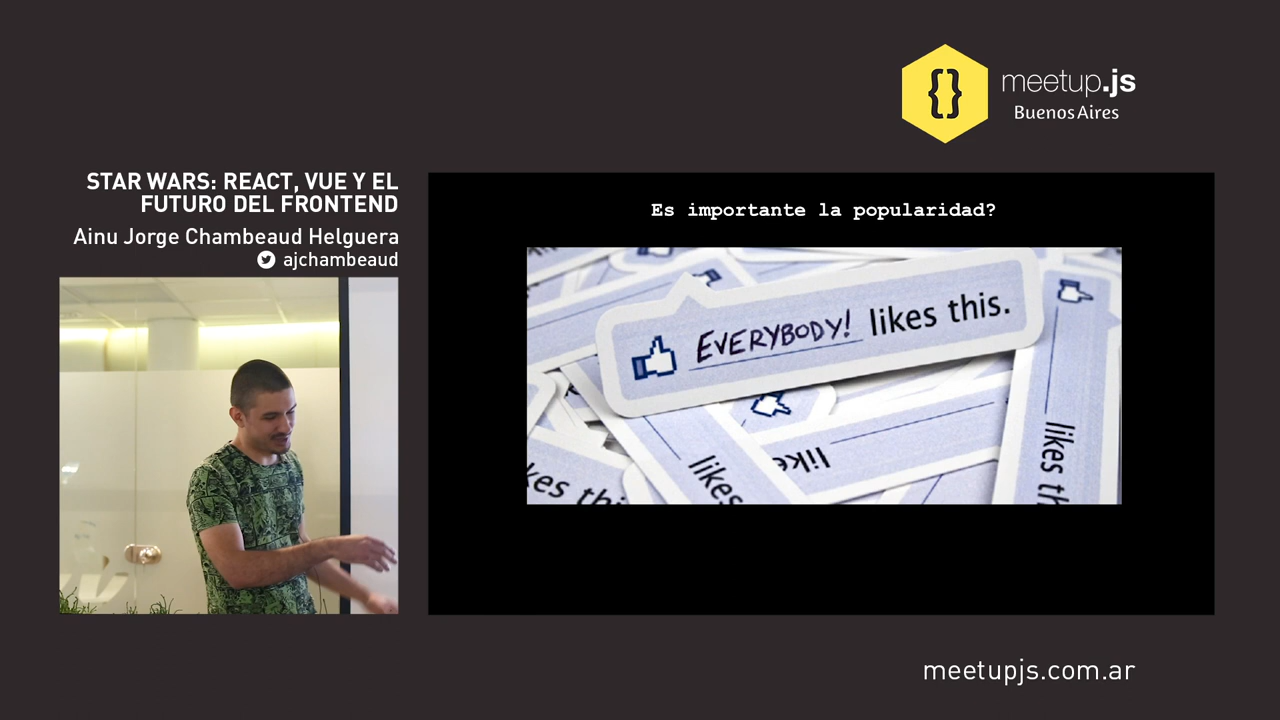 {}
meetup.js
Buenos Aires
STAR WARS: REACT, VUE Y EL
FUTURO DEL FRONTEND
Ainu Jorge Chambeaud Helguera
ajchambeaud
Es importante la popularidad?
EVERYBODY! likes this.
like
likes
kes thi
likes th
meetupjs.com.ar